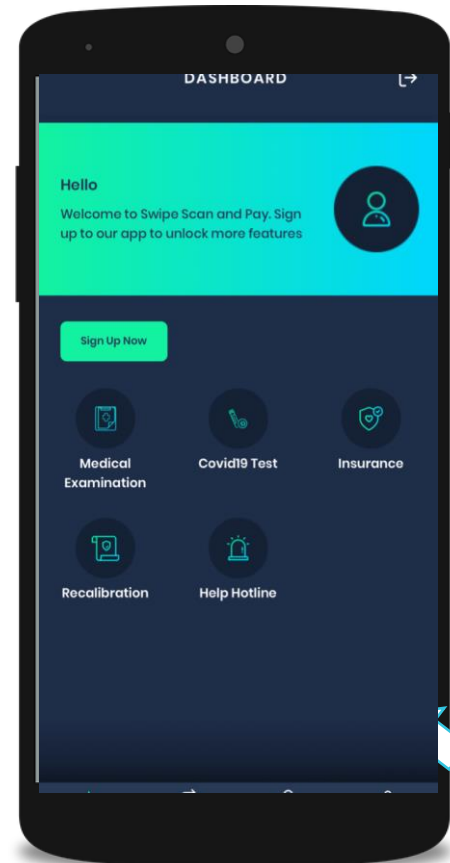 DASHBOARD
Hello
Welcome to Swipe Scan and Pay. Sign
up to our app to unlock more features
Sign Up Now
Medical
Examination
Covid19 Test
Insurance
Recalibration
Help Hotline